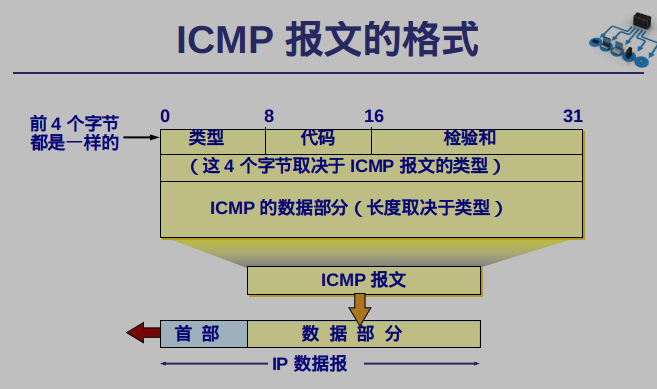 ICMP 报文的格式
0 8 16 31
前 4 个字节
都是一样的
类型 代码 检验和
（这 4 个字节取决于 ICMP 报文的类型）
ICMP 的数据部分（长度取决于类型）
ICMP 报文
首 部 数 据 部 分
IP 数据报